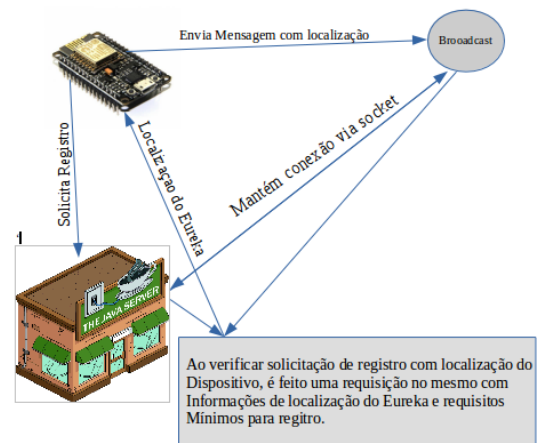 Envia Mensagem com localização
Brooadcast
Solicita Registro
Localização do Eureka
Mantém conexão via socket
1
THE JAVA SERVER
Ao verificar solicitação de registro com localização do
Dispositivo, é feito uma requisição no mesmo com
Informações de localização do Eureka e requisitos
Mínimos para regitro.